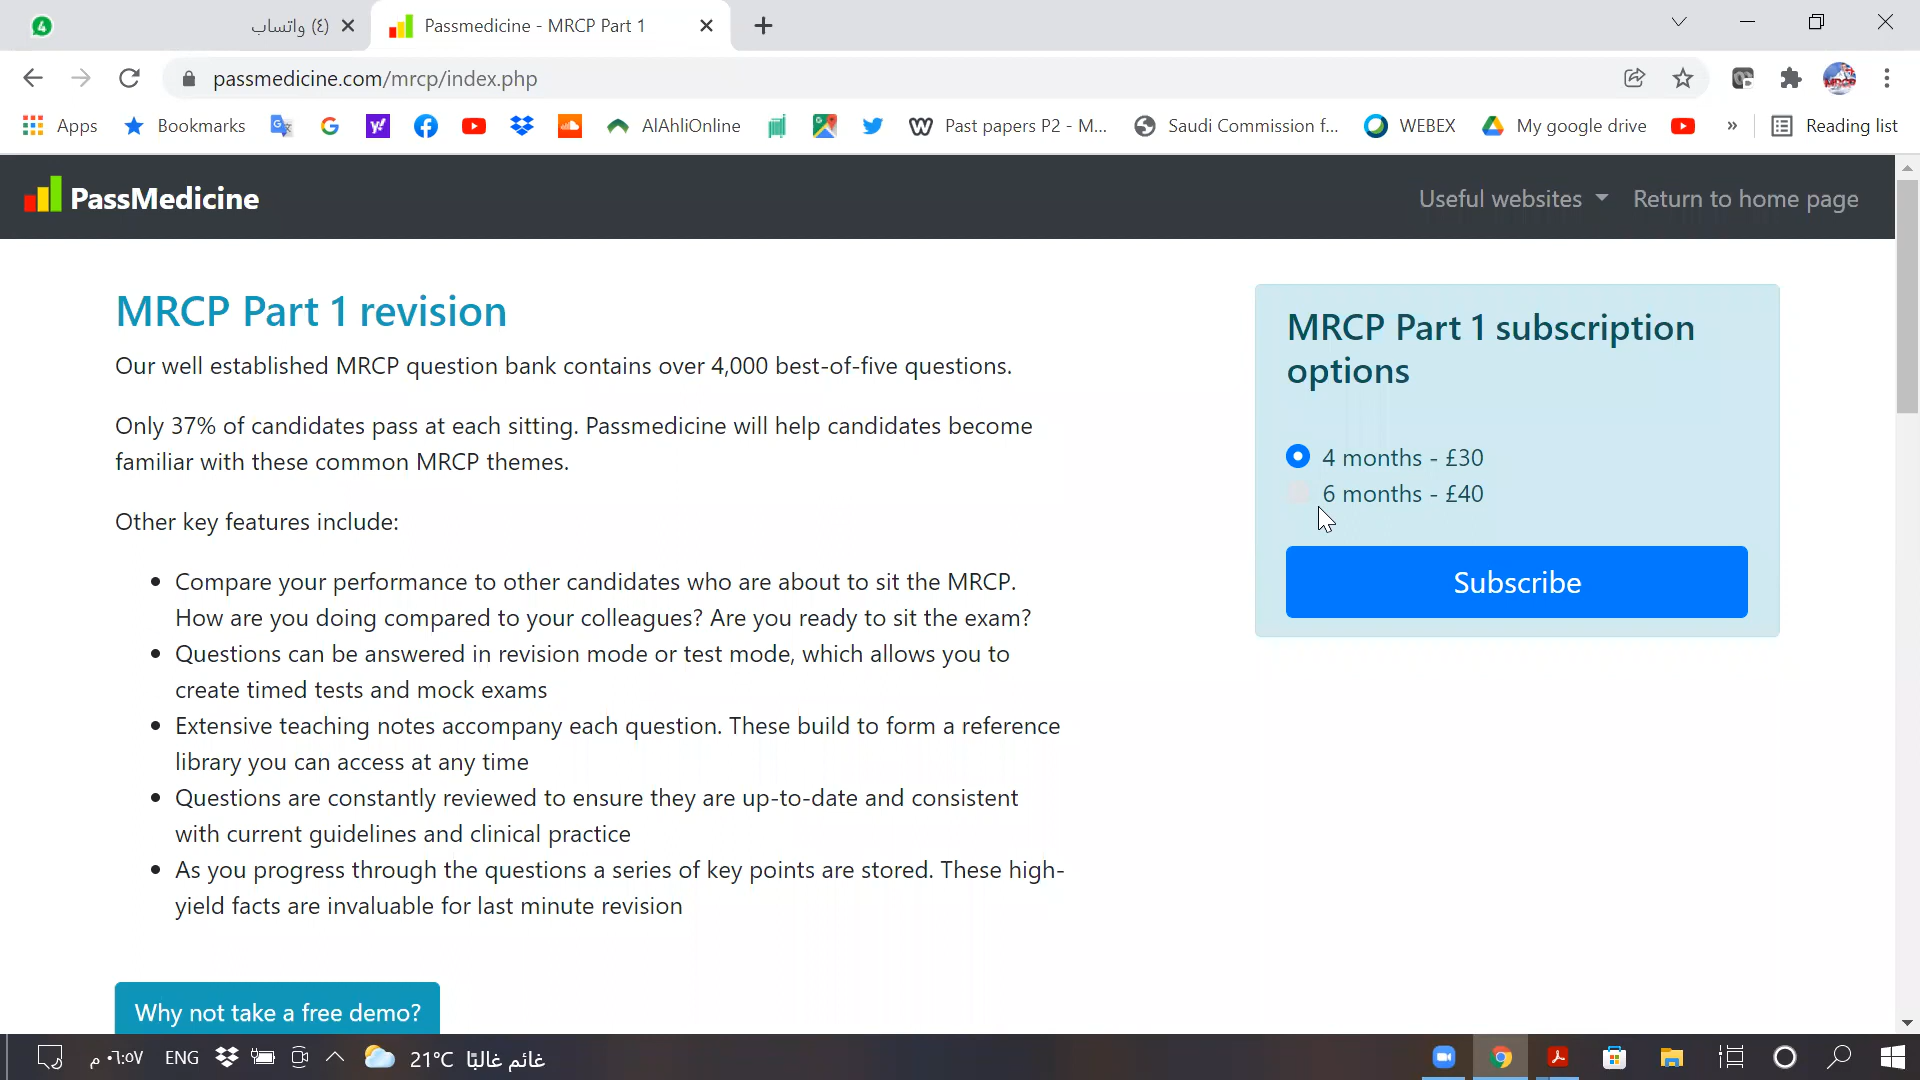 4
(٤) واتساب
Passmedicine - MRCP Part 1
passmedicine.com/mrcp/index.php
Apps
Bookmarks
AlAhliOnline
Past papers P2 - M...
Saudi Commission f...
WEBEX
My google drive
»
Reading list
PassMedicine
Useful websites
Return to home page
MRCP Part 1 revision
Our well established MRCP question bank contains over 4,000 best-of-five questions.
Only 37% of candidates pass at each sitting. Passmedicine will help candidates become
familiar with these common MRCP themes.
Other key features include:
• Compare your performance to other candidates who are about to sit the MRCP.
How are you doing compared to your colleagues? Are you ready to sit the exam?
• Questions can be answered in revision mode or test mode, which allows you to
create timed tests and mock exams
• Extensive teaching notes accompany each question. These build to form a reference
library you can access at any time
• Questions are constantly reviewed to ensure they are up-to-date and consistent
with current guidelines and clinical practice
• As you progress through the questions a series of key points are stored. These high-
yield facts are invaluable for last minute revision
Why not take a free demo?
MRCP Part 1 subscription
options
4 months - £30
6 months - £40
Subscribe
٠٦:٥٧ م
ENG
21°C غائم غالبًا